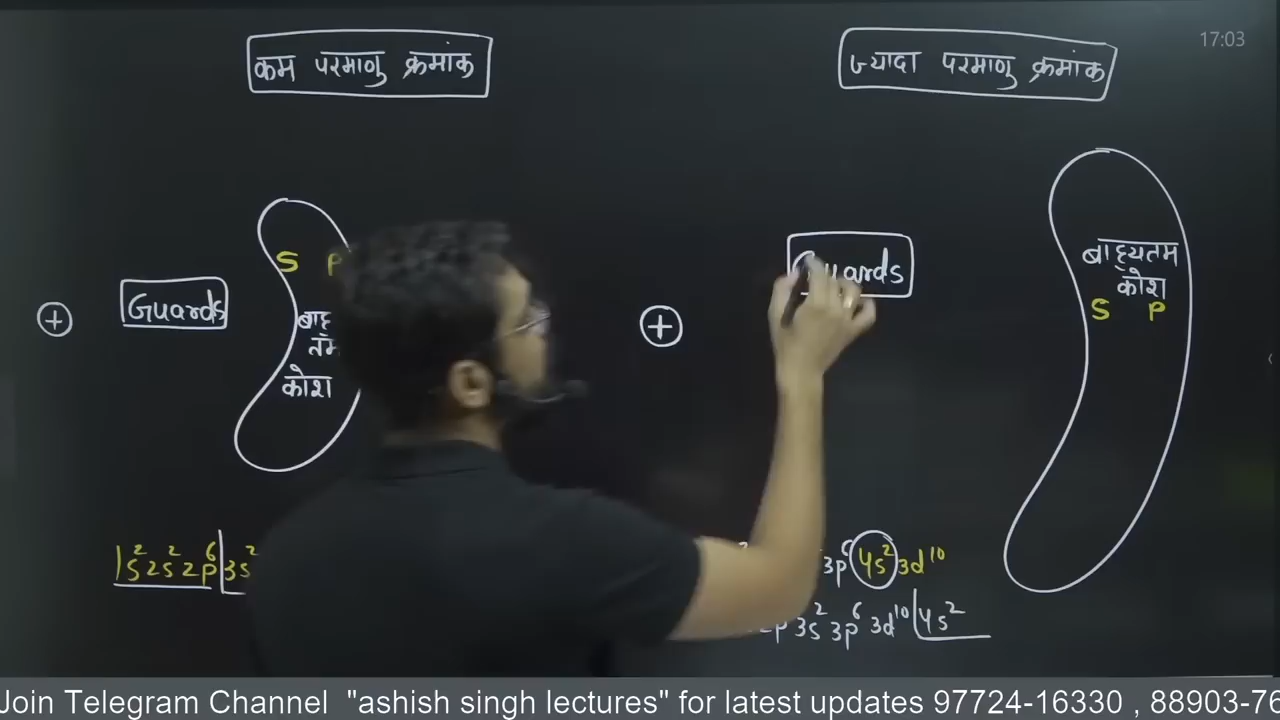 17:03
कम परमाणु क्रमांक
ज्यादा परमाणु क्रमांक
S P
+ Guards
बाह्
तम
कोश
+ Guards
बाह्यतम
कोश
S P
1s² 2s² 2p⁶ 3s²
3p⁶ 4s² 3d¹⁰
3s² 3p⁶ 3d¹⁰ 4s²
Join Telegram Channel "ashish singh lectures" for latest updates 97724-16330 , 88903-76